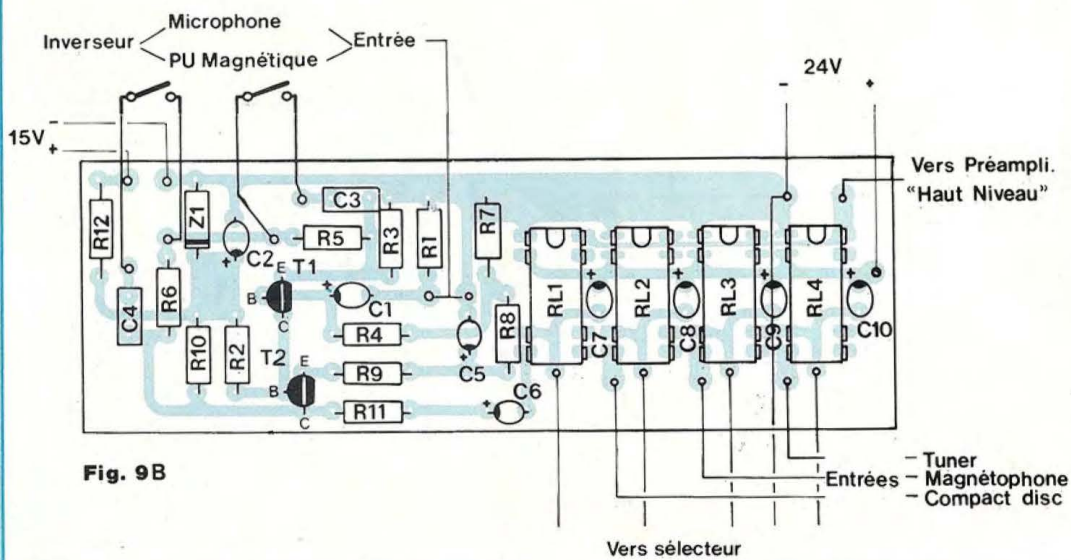 Microphone
Inverseur
Entrée
PU Magnétique
24V
- +
15V
-
+
Vers Préampli.
"Haut Niveau"
R12
Z1
C3
R7
R5
R3
R1
+
C2
T1
E
B
C
R6
C4
C1
+
R4
R8
RL1
RL2
RL3
RL4
+
+
+
+
C7
C8
C9
C10
R10
R2
T2
E
B
C
R9
C5
+
R11
C6
+
Fig. 9B
Entrées
- Tuner
- Magnétophone
- Compact disc
Vers sélecteur